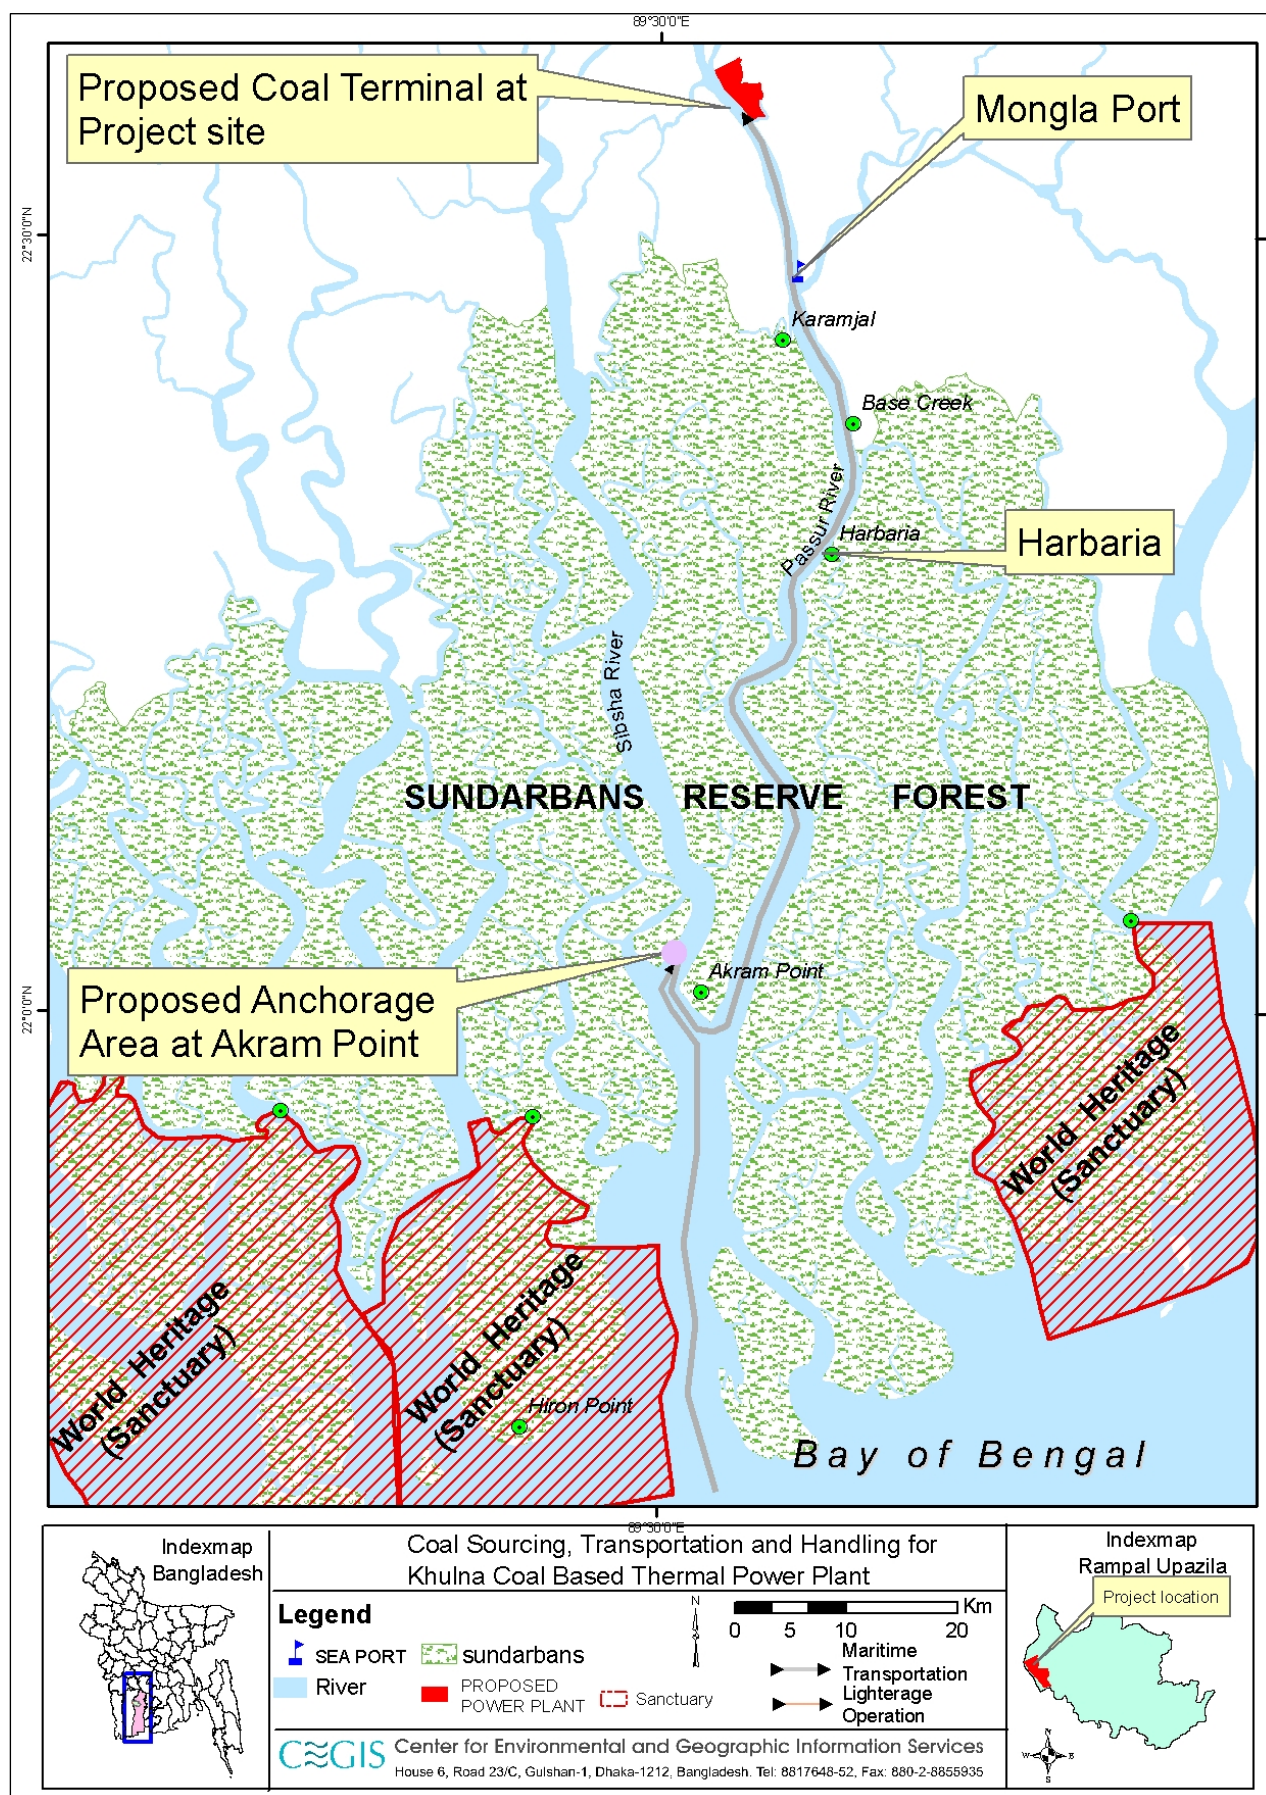 89°30'0"E
Proposed Coal Terminal at
Project site
Mongla Port
22°30'0"N
Karamjal
Base Creek
Passur River
Harbaria
Harbaria
Sibsha River
SUNDARBANS RESERVE FOREST
Akram Point
Proposed Anchorage
Area at Akram Point
22°0'0"N
World Heritage
(Sanctuary)
World Heritage
(Sanctuary)
World Heritage
(Sanctuary)
Hiron Point
Bay of Bengal
89°30'0"E
Indexmap
Bangladesh
Coal Sourcing, Transportation and Handling for
Khulna Coal Based Thermal Power Plant
Legend
SEA PORT
sundarbans
River
PROPOSED
POWER PLANT
Sanctuary
N
Km
0 5 10 20
Maritime
Transportation
Lighterage
Operation
CEGIS Center for Environmental and Geographic Information Services
House 6, Road 23/C, Gulshan-1, Dhaka-1212, Bangladesh. Tel: 8817648-52, Fax: 880-2-8855935
Indexmap
Rampal Upazila
Project location
N
W E
S